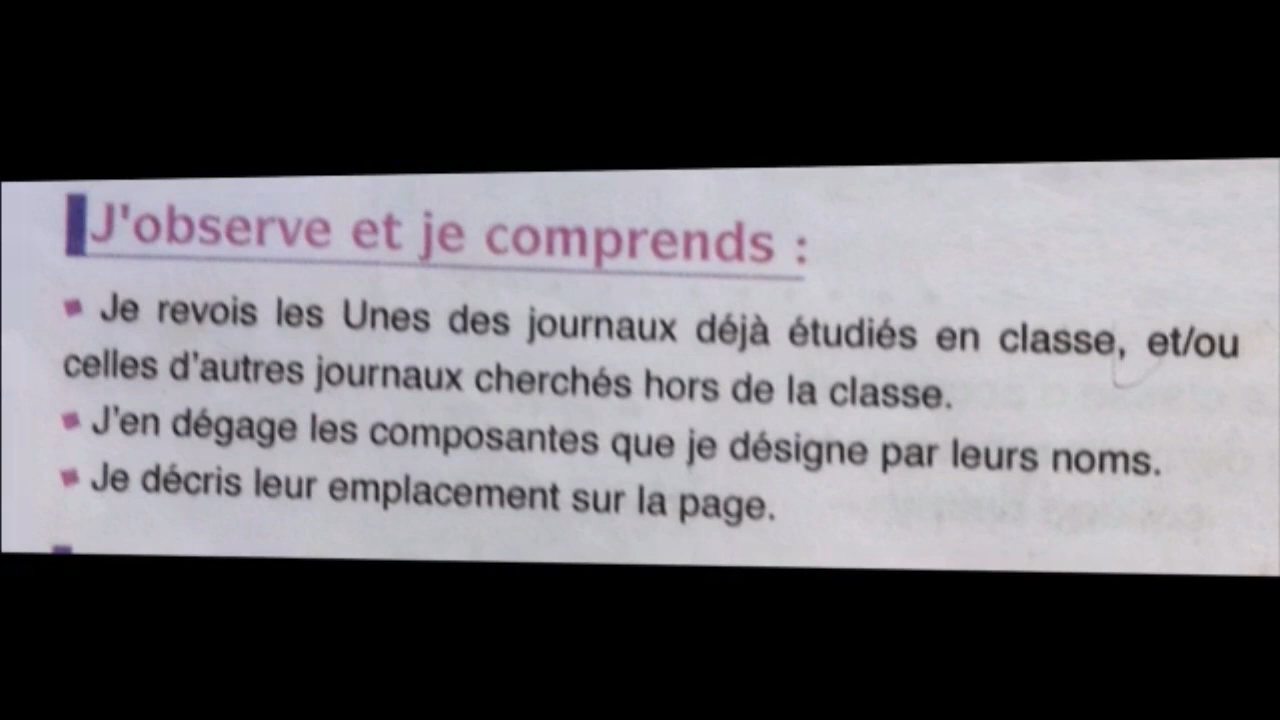 J'observe et je comprends :
▪ Je revois les Unes des journaux déjà étudiés en classe, et/ou
celles d'autres journaux cherchés hors de la classe.
▪ J'en dégage les composantes que je désigne par leurs noms.
▪ Je décris leur emplacement sur la page.